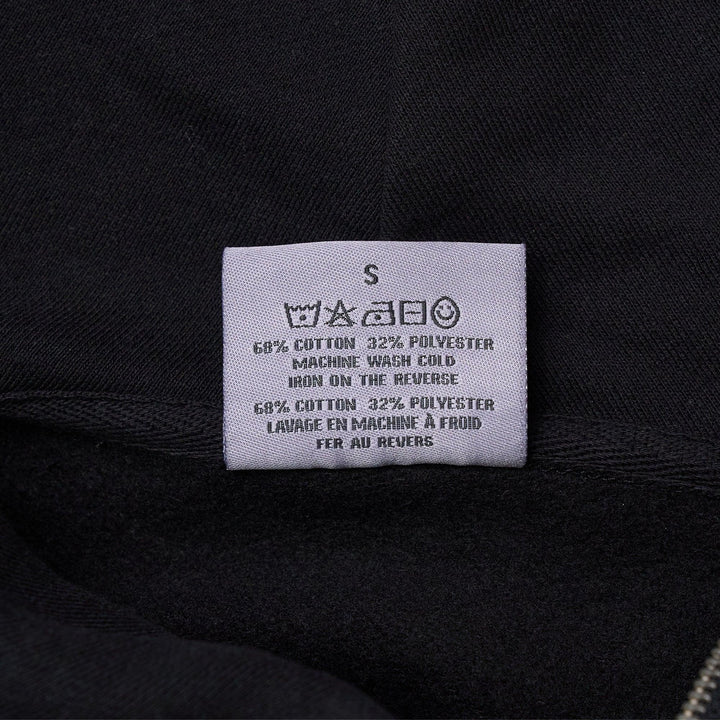 S
68% COTTON 32% POLYESTER
MACHINE WASH COLD
IRON ON THE REVERSE
68% COTTON 32% POLYESTER
LAVAGE EN MACHINE À FROID
FER AU REVERS